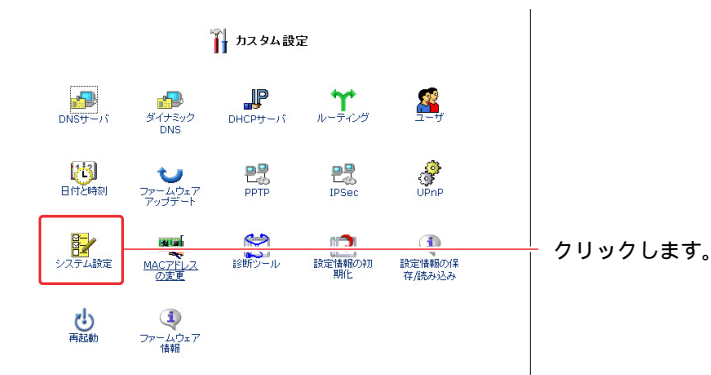 カスタム設定
DNSサーバ
ダイナミック
DNS
DHCPサーバ
ルーティング
ユーザ
日付と時刻
ファームウェア
アップデート
PPTP
IPSec
UPnP
システム設定
MACアドレス
の変更
診断ツール
設定情報の初
期化
設定情報の保
存/読み込み
クリックします。
再起動
ファームウェア
情報